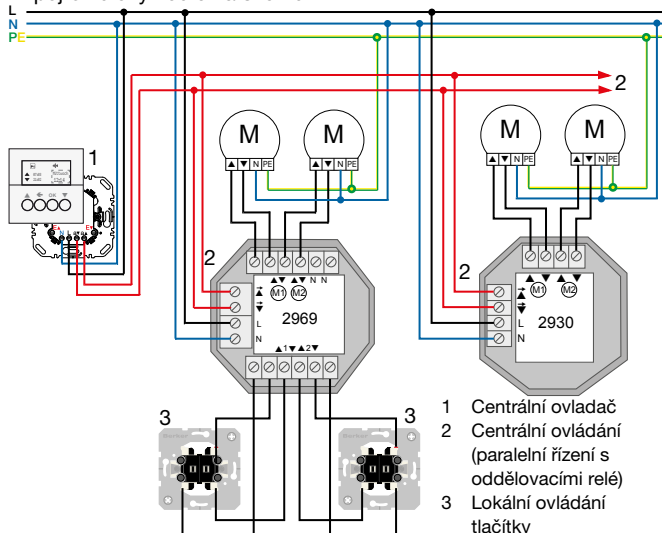 L
N
PE
2
M M M M
▲ ▼ N PE ▲ ▼ N PE ▲ ▼ N PE ▲ ▼ N PE
1
▲ ← OK ▼
N L
2
▲▼ ▲▼ N N
M1 M2
L
N
2969
▲1▼▲2▼
2
▲ ▼ ▲ ▼
M1 M2
L
N
2930
3
3
1 Centrální ovladač
2 Centrální ovládání
(paralelní řízení s
oddělovacími relé)
3 Lokální ovládání
tlačítky